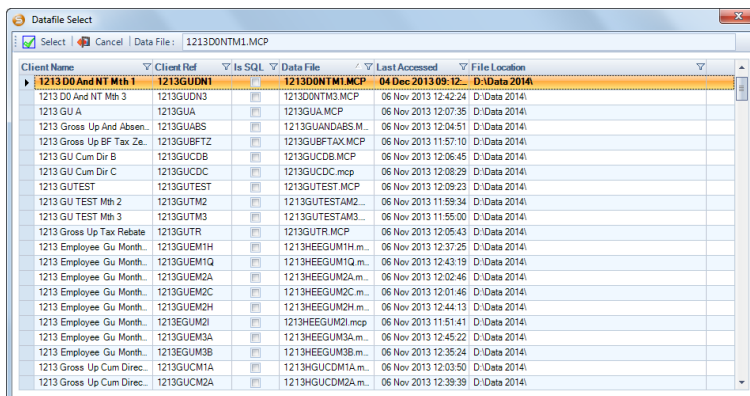 Datafile Select
Select Cancel Data File : 1213D0NTM1.MCP
Client Name Client Ref Is SQL Data File Last Accessed File Location
1213 D0 And NT Mth 1 1213GUDN1 1213D0NTM1.MCP 04 Dec 2013 09:12:... D:\Data 2014\
1213 D0 And NT Mth 3 1213GUDN3 1213D0NTM3.MCP 06 Nov 2013 12:42:24 D:\Data 2014\
1213 GU A 1213GUA 1213GUA.MCP 06 Nov 2013 12:07:35 D:\Data 2014\
1213 Gross Up And Absen... 1213GUABS 1213GUANDABS.M... 06 Nov 2013 12:04:51 D:\Data 2014\
1213 Gross Up BF Tax Ze... 1213GUBFTZ 1213GUBFTAX.MCP 06 Nov 2013 11:57:10 D:\Data 2014\
1213 GU Cum Dir B 1213GUCDB 1213GUCDB.MCP 06 Nov 2013 12:06:45 D:\Data 2014\
1213 GU Cum Dir C 1213GUCDC 1213GUCDC.mcp 06 Nov 2013 12:08:29 D:\Data 2014\
1213 GUTEST 1213GUTEST 1213GUTEST.MCP 06 Nov 2013 12:09:23 D:\Data 2014\
1213 GU TEST Mth 2 1213GUTM2 1213GUTESTAM2... 06 Nov 2013 11:59:34 D:\Data 2014\
1213 GU TEST Mth 3 1213GUTM3 1213GUTESTAM3... 06 Nov 2013 11:55:00 D:\Data 2014\
1213 Gross Up Tax Rebate 1213GUTR 1213GUTR.MCP 06 Nov 2013 12:05:43 D:\Data 2014\
1213 Employee Gu Month... 1213GUEM1H 1213HEEGUM1H.m... 06 Nov 2013 12:37:25 D:\Data 2014\
1213 Employee Gu Month... 1213GUEM1Q 1213HEEGUM1Q.m... 06 Nov 2013 12:43:19 D:\Data 2014\
1213 Employee Gu Month... 1213GUEM2A 1213HEEGUM2A.m... 06 Nov 2013 12:02:46 D:\Data 2014\
1213 Employee Gu Month... 1213GUEM2C 1213HEEGUM2C.m... 06 Nov 2013 12:01:46 D:\Data 2014\
1213 Employee Gu Month... 1213GUEM2H 1213HEEGUM2H.m... 06 Nov 2013 12:44:13 D:\Data 2014\
1213 Employee Gu Month... 1213EGUM2I 1213HEEGUM2I.mcp 06 Nov 2013 11:51:41 D:\Data 2014\
1213 Employee Gu Month... 1213GUEM3A 1213HEEGUM3A.m... 06 Nov 2013 12:45:22 D:\Data 2014\
1213 Employee Gu Month... 1213EGUM3B 1213HEEGUM3B.m... 06 Nov 2013 12:35:24 D:\Data 2014\
1213 Gross Up Cum Direc... 1213GUCM1A 1213HGUCDM1A.m... 06 Nov 2013 12:03:50 D:\Data 2014\
1213 Gross Up Cum Direc... 1213GUCM2A 1213HGUCDM2A.m... 06 Nov 2013 12:39:39 D:\Data 2014\